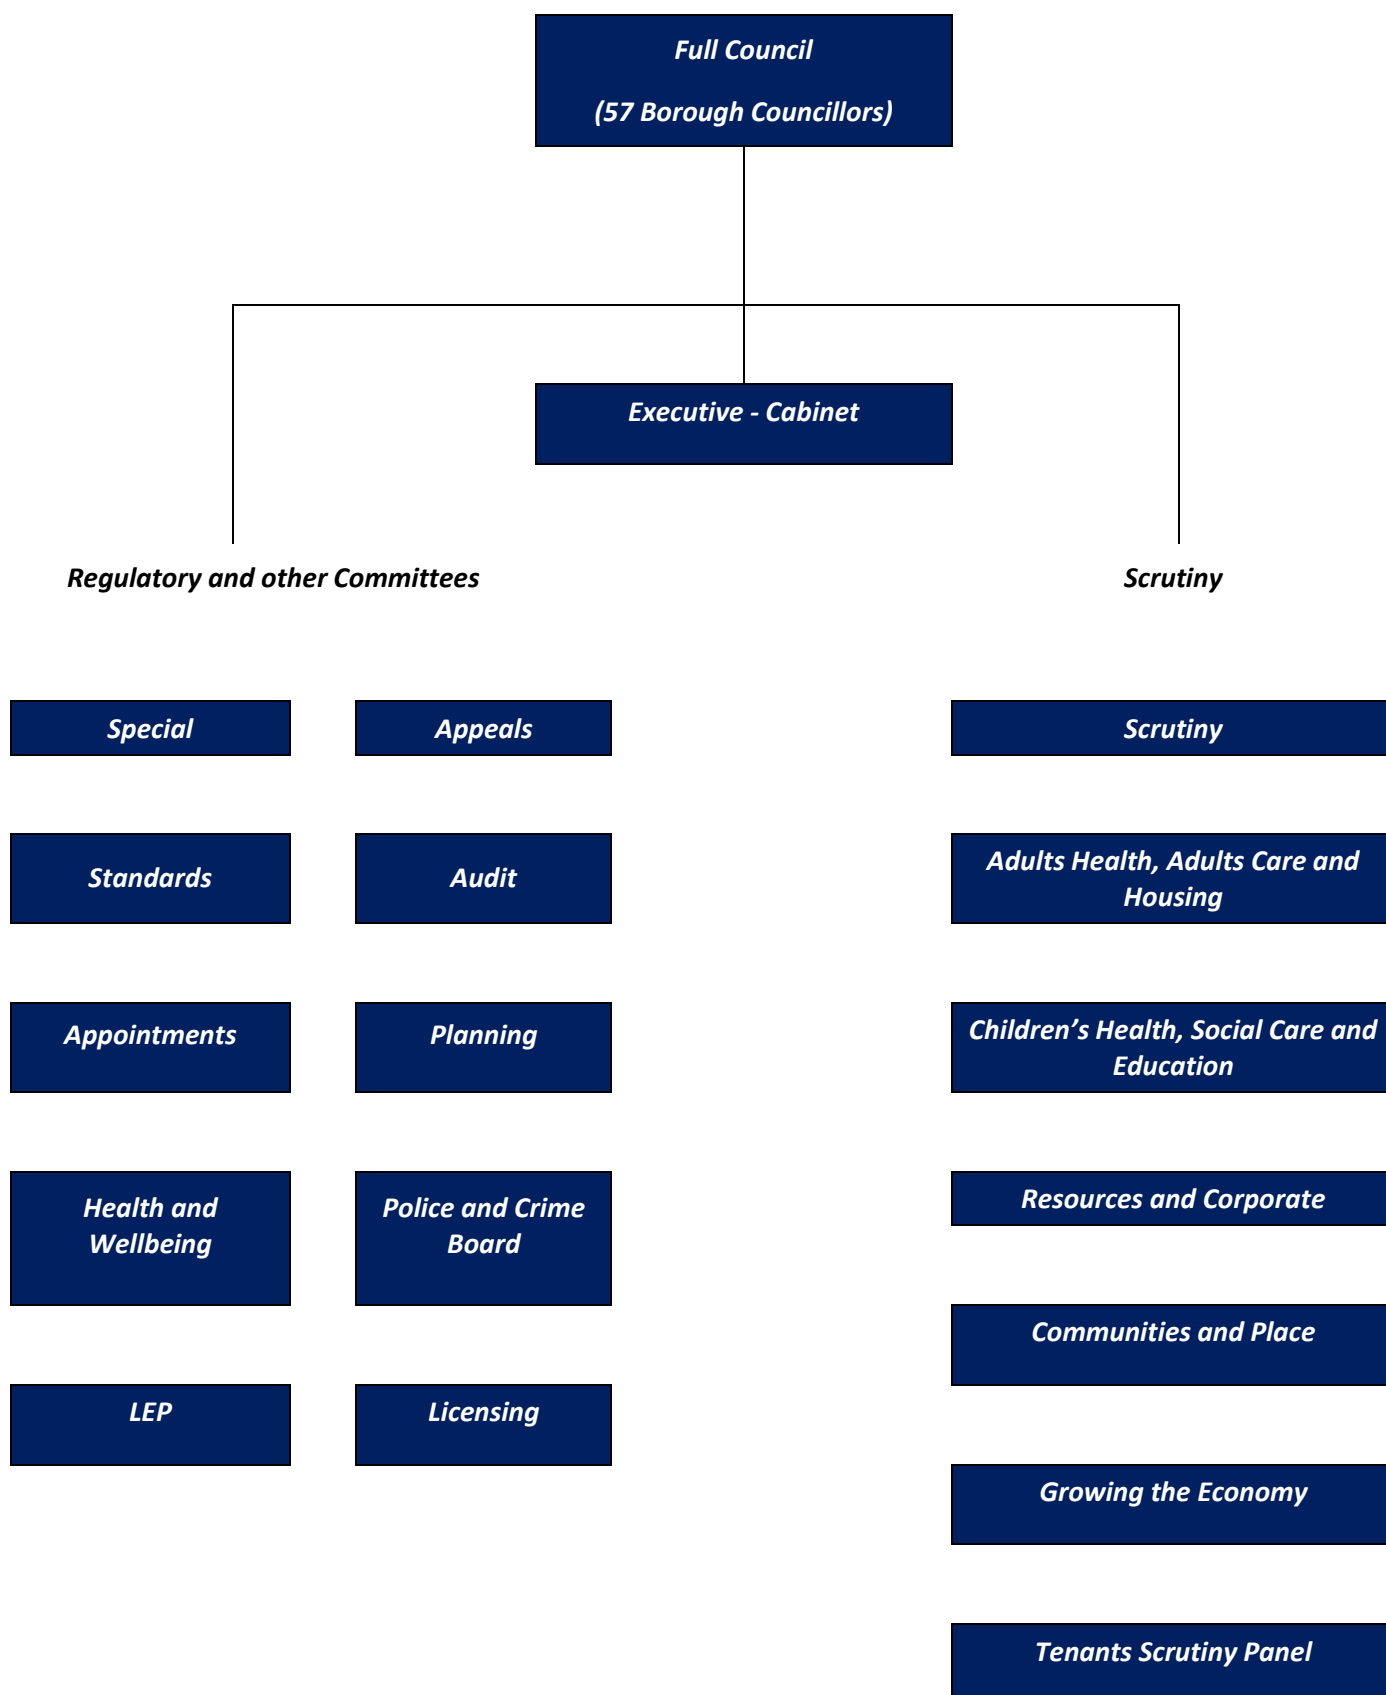 Full Council
(57 Borough Councillors)
Executive - Cabinet
Regulatory and other Committees
Scrutiny
Special
Appeals
Scrutiny
Standards
Audit
Adults Health, Adults Care and
Housing
Appointments
Planning
Children’s Health, Social Care and
Education
Health and
Wellbeing
Police and Crime
Board
Resources and Corporate
Communities and Place
LEP
Licensing
Growing the Economy
Tenants Scrutiny Panel